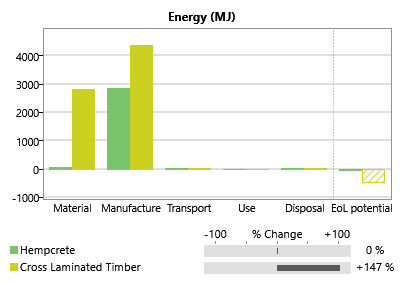 Energy (MJ)
4000
3000
2000
1000
0
-1000
Material Manufacture Transport Use Disposal EoL potential
-100 % Change +100
Hempcrete 0 %
Cross Laminated Timber +147 %